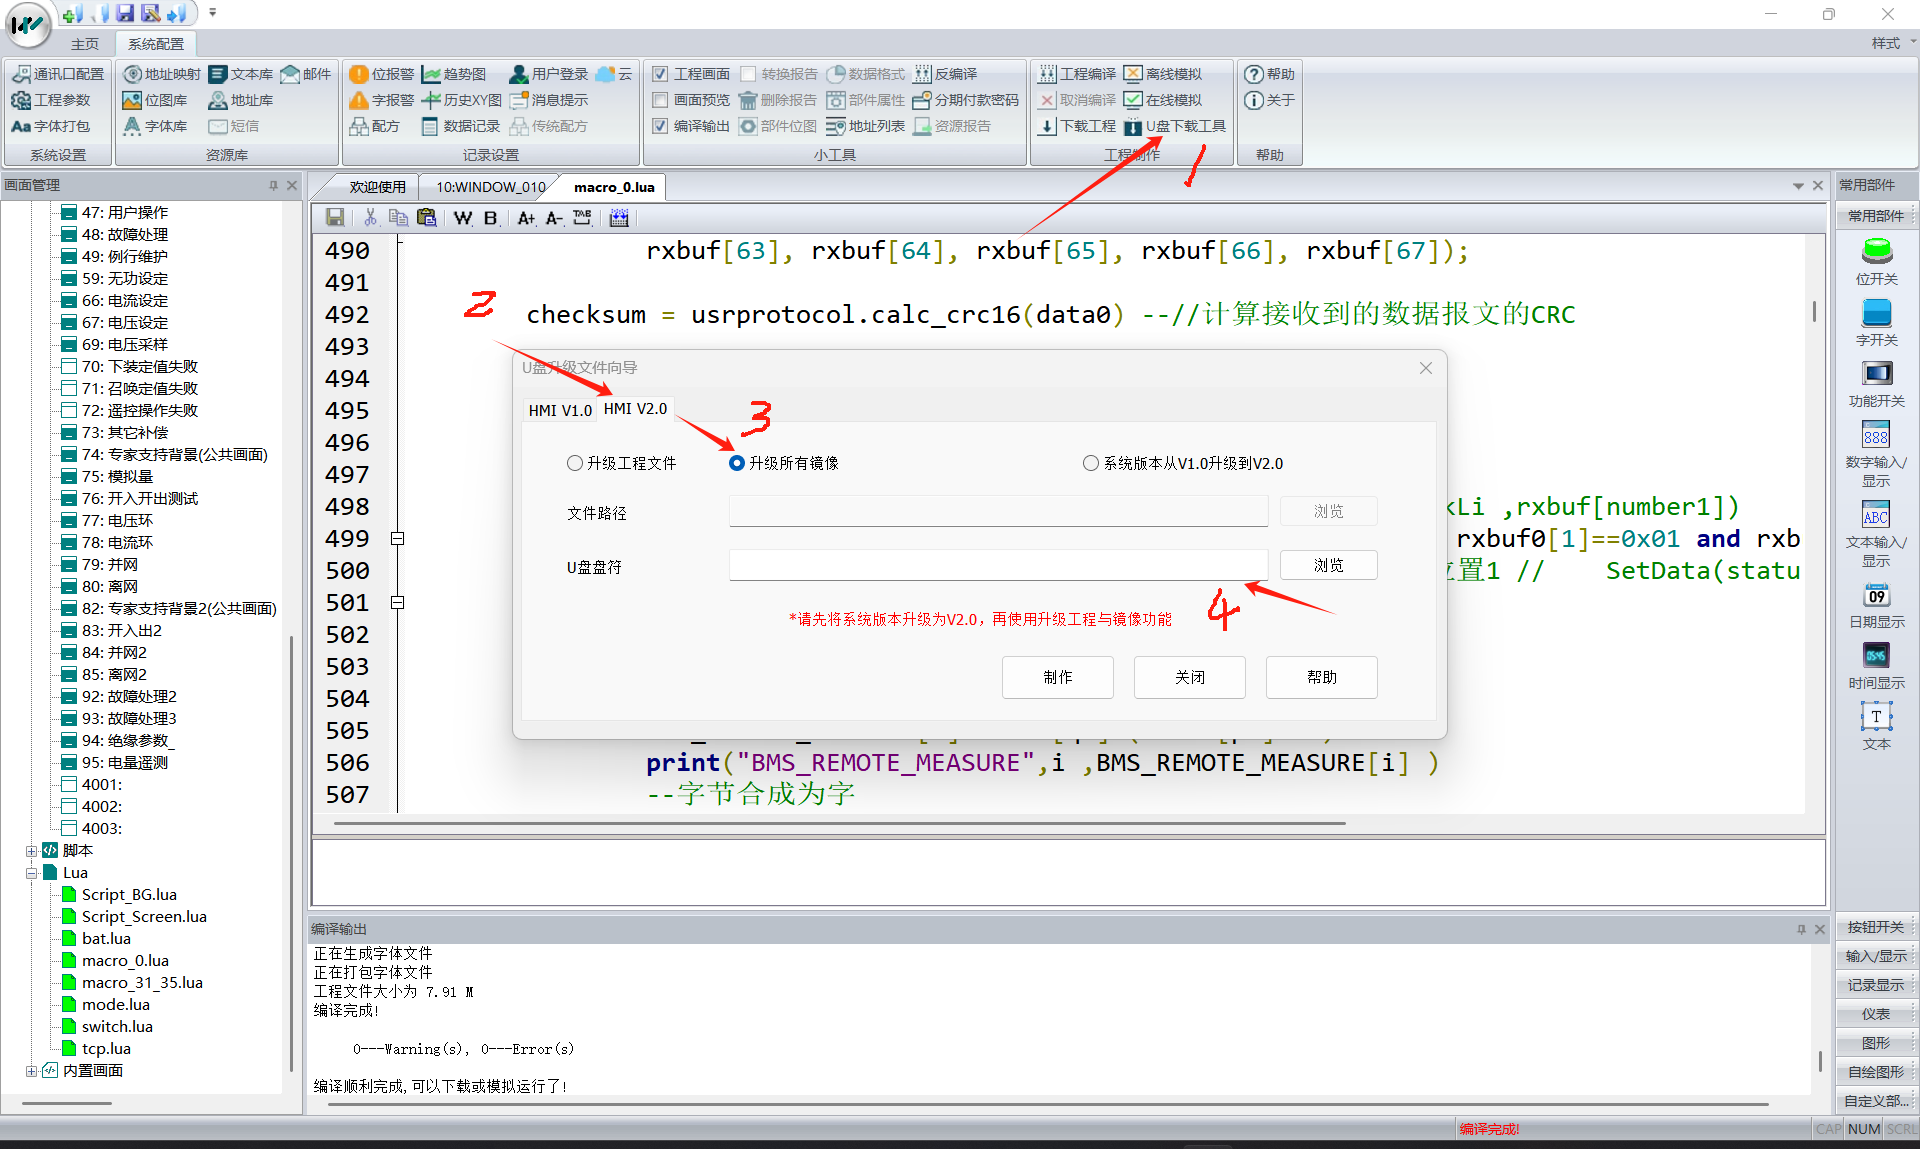 主页 系统配置 样式
通讯口配置 地址映射 文本库 邮件 位报警 趋势图 用户登录 云 工程画面 转换报告 数据格式 反编译 工程编译 离线模拟 帮助
工程参数 位图库 地址库 字报警 历史XY图 消息提示 画面预览 删除报告 部件属性 分期付款密码 取消编译 在线模拟 关于
Aa 字体打包 字体库 短信 配方 数据记录 传统配方 编译输出 部件位图 地址列表 资源报告 下载工程 U盘下载工具
系统设置 资源库 记录设置 小工具 工程制作 帮助
1
画面管理
47: 用户操作
48: 故障处理
49: 例行维护
59: 无功设定
66: 电流设定
67: 电压设定
69: 电压采样
70: 下装定值失败
71: 召唤定值失败
72: 遥控操作失败
73: 其它补偿
74: 专家支持背景(公共画面)
75: 模拟量
76: 开入开出测试
77: 电压环
78: 电流环
79: 并网
80: 离网
82: 专家支持背景2(公共画面)
83: 开入出2
84: 并网2
85: 离网2
92: 故障处理2
93: 故障处理3
94: 绝缘参数_
95: 电量遥测
4001:
4002:
4003:
脚本
Lua
Script_BG.lua
Script_Screen.lua
bat.lua
macro_0.lua
macro_31_35.lua
mode.lua
switch.lua
tcp.lua
内置画面
欢迎使用 10:WINDOW_010 macro_0.lua
W B A+ A- TAB
490 rxbuf[63], rxbuf[64], rxbuf[65], rxbuf[66], rxbuf[67]);
491
492 checksum = usrprotocol.calc_crc16(data0) --//计算接收到的数据报文的CRC
493
494
495
496
497
498 kLi ,rxbuf[number1])
499 rxbuf0[1]==0x01 and rxb
500 位置1 // SetData(statu
501
502
503
504
505
506 print("BMS_REMOTE_MEASURE",i ,BMS_REMOTE_MEASURE[i] )
507 --字节合成为字
2
U盘升级文件向导
HMI V1.0 HMI V2.0
3
升级工程文件 升级所有镜像 系统版本从V1.0升级到V2.0
文件路径 浏览
U盘盘符 浏览
*请先将系统版本升级为V2.0，再使用升级工程与镜像功能
4
制作 关闭 帮助
编译输出
正在生成字体文件
正在打包字体文件
工程文件大小为 7.91 M
编译完成!
0---Warning(s), 0---Error(s)
编译顺利完成,可以下载或模拟运行了!
常用部件
常用部件
位开关
字开关
功能开关
888
数字输入/
显示
ABC
文本输入/
显示
09
日期显示
05:45
时间显示
T
文本
按钮开关
输入/显示
记录显示
仪表
图形
自绘图形
自定义部...
编译完成! CAP NUM SCRL